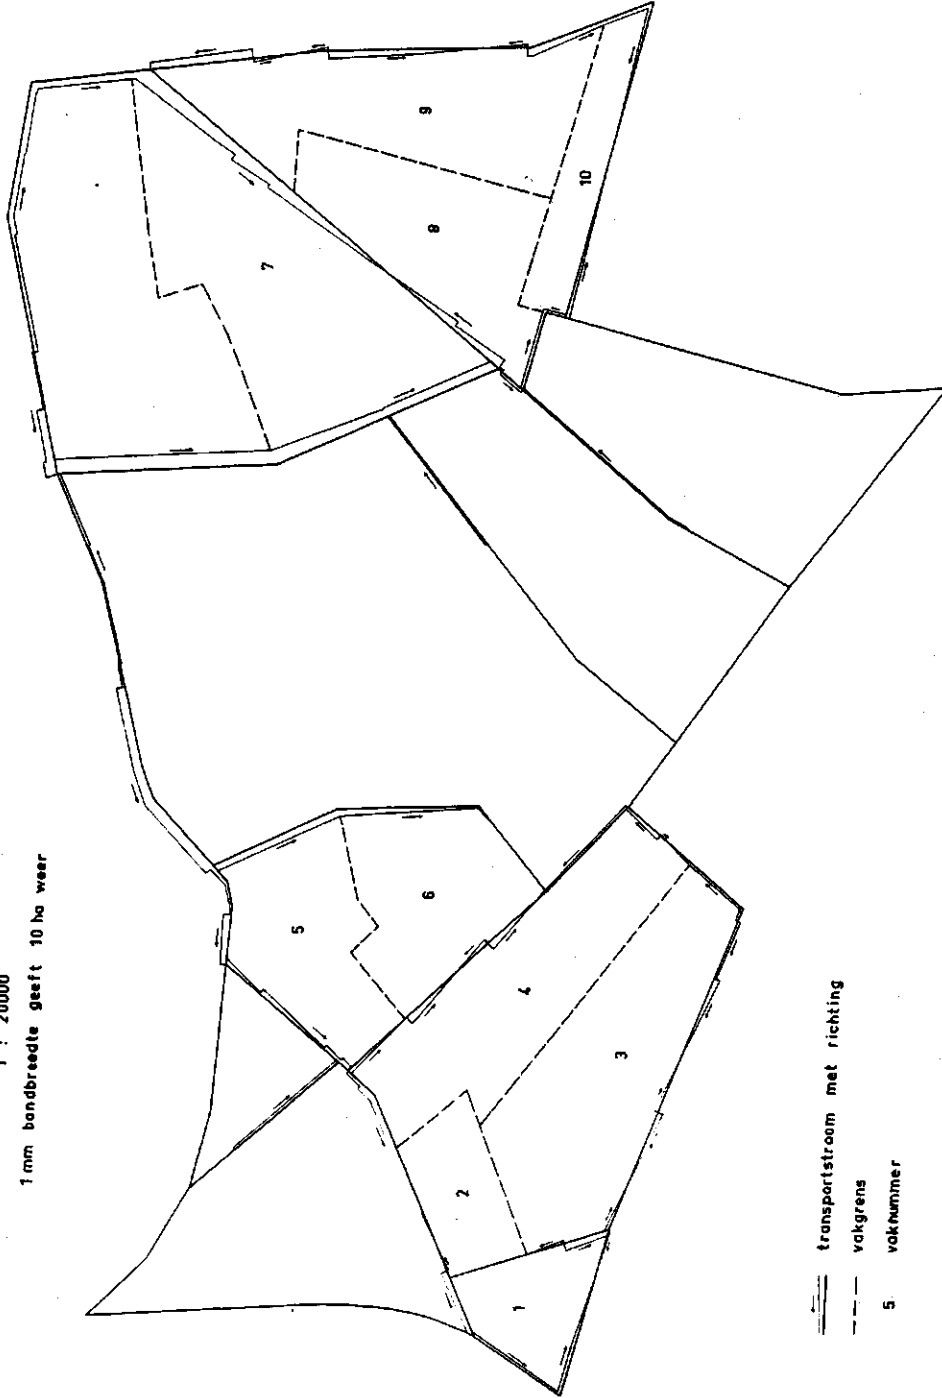 1 : 20000
1 mm bandbreedte geeft 10 ha weer
1
2
3
4
5
6
7
8
9
10
transportstroom met richting
vakgrens
5 vaknummer